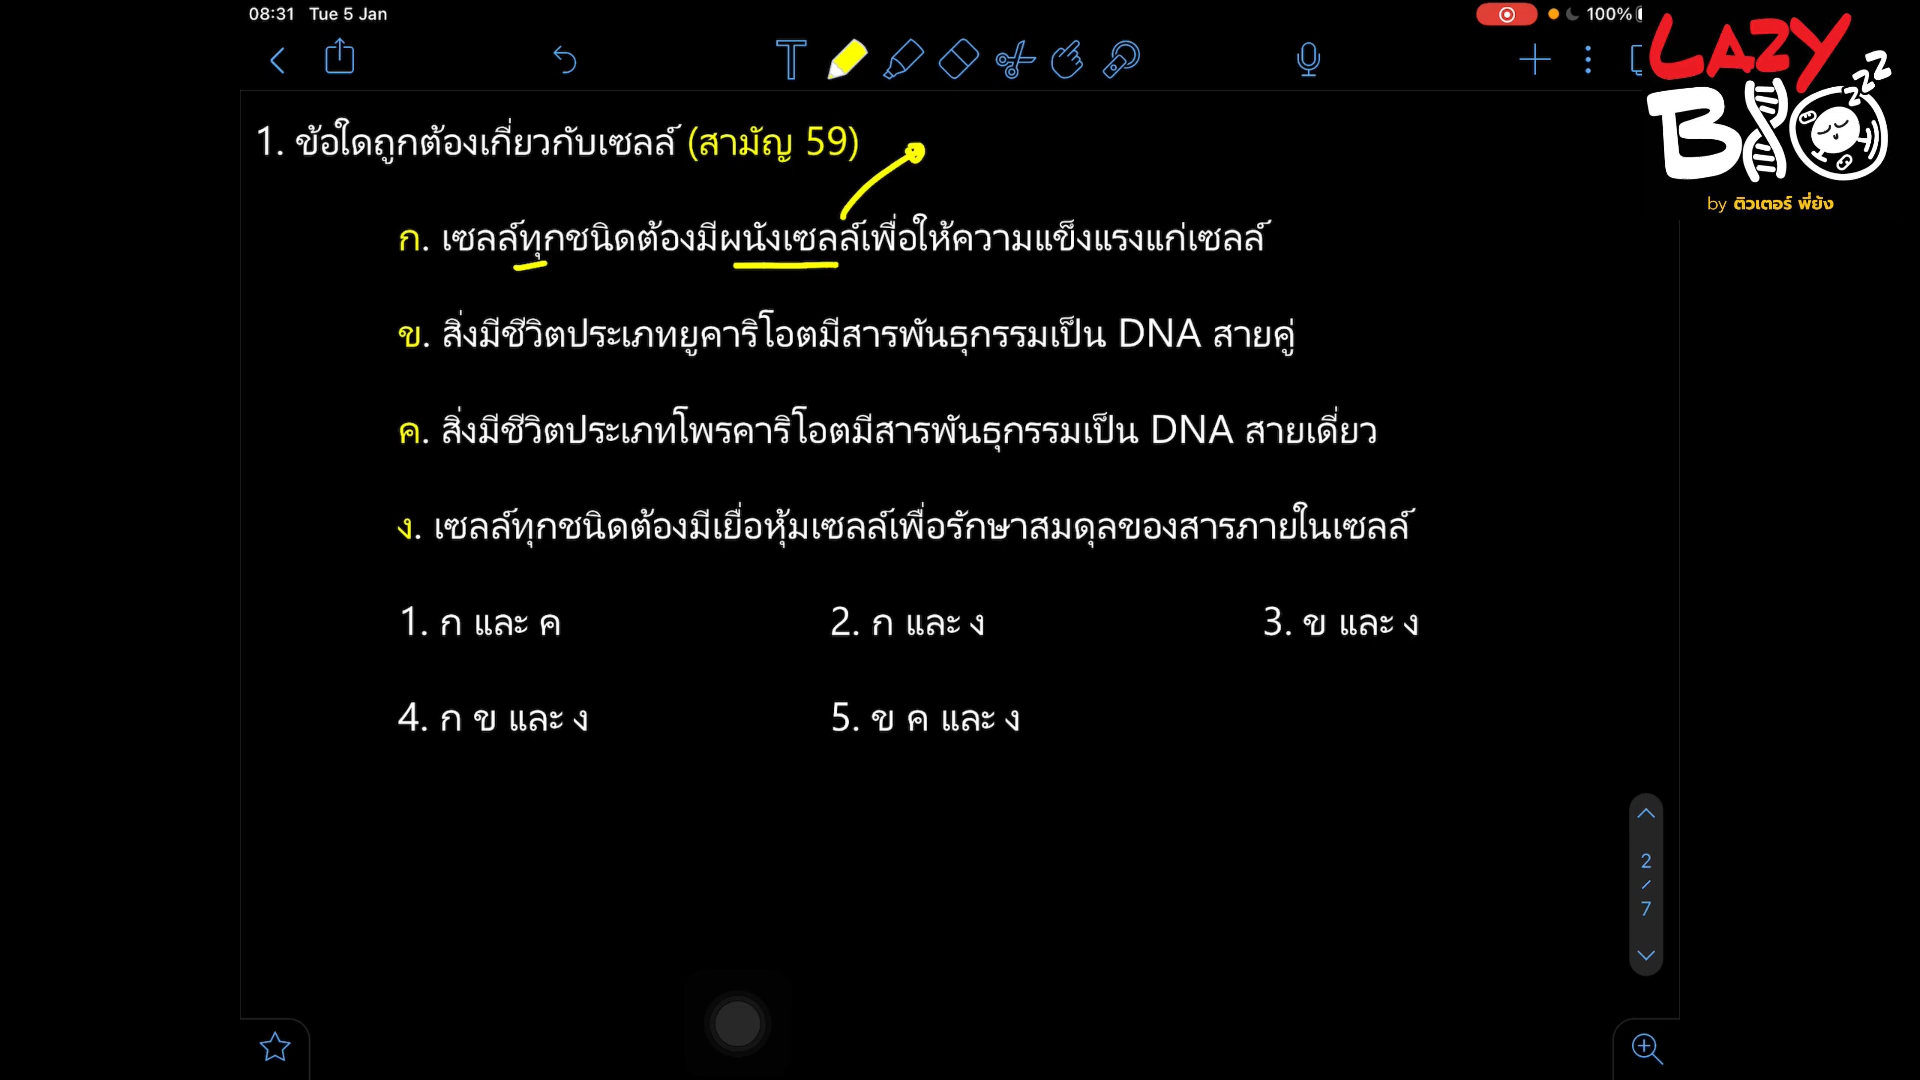 08:31 Tue 5 Jan
100%
LAZY
BIO
zzz
by ติวเตอร์ พี่ยัง
1. ข้อใดถูกต้องเกี่ยวกับเซลล์ (สามัญ 59)
ก. เซลล์ทุกชนิดต้องมีผนังเซลล์เพื่อให้ความแข็งแรงแก่เซลล์
ข. สิ่งมีชีวิตประเภทยูคาริโอตมีสารพันธุกรรมเป็น DNA สายคู่
ค. สิ่งมีชีวิตประเภทโพรคาริโอตมีสารพันธุกรรมเป็น DNA สายเดี่ยว
ง. เซลล์ทุกชนิดต้องมีเยื่อหุ้มเซลล์เพื่อรักษาสมดุลของสารภายในเซลล์
1. ก และ ค 2. ก และ ง 3. ข และ ง
4. ก ข และ ง 5. ข ค และ ง
2
/
7